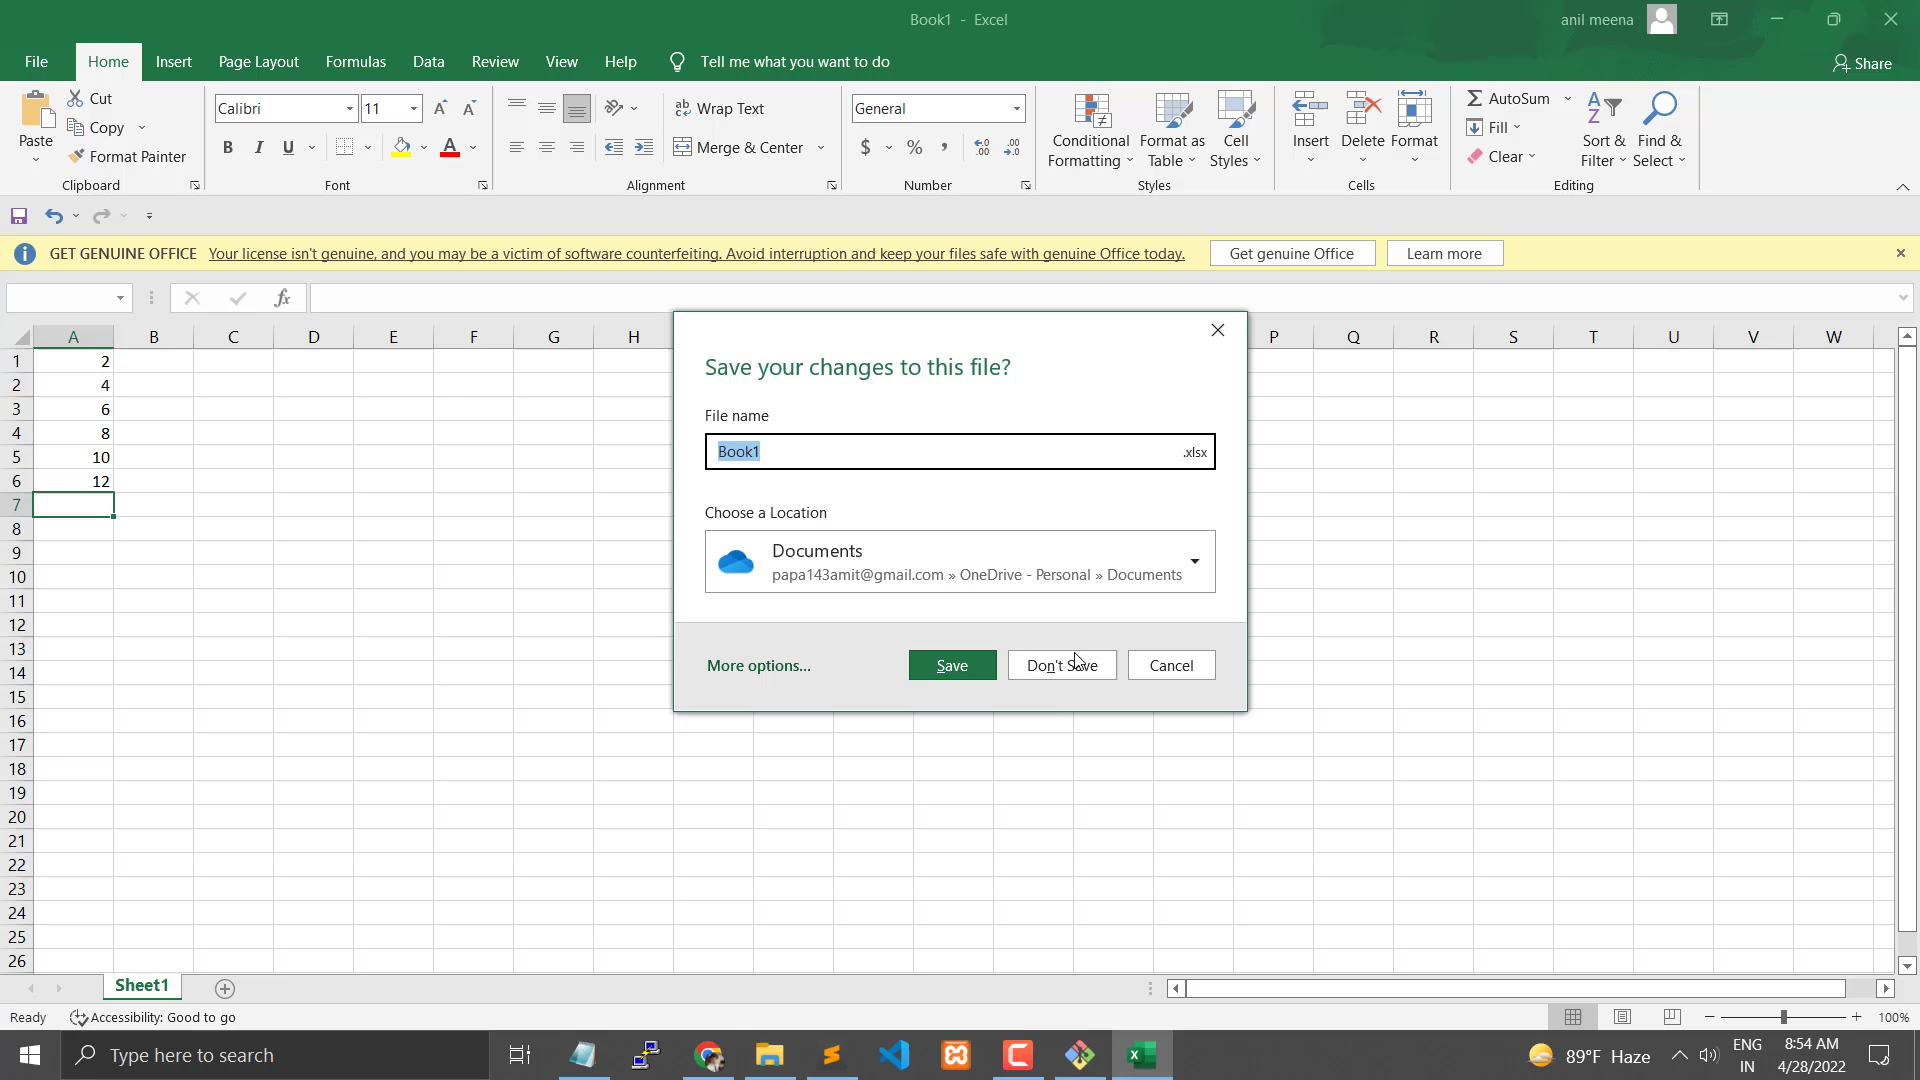 Book1 - Excel
anil meena
File Home Insert Page Layout Formulas Data Review View Help Tell me what you want to do Share
Paste
Cut
Copy
Format Painter
Clipboard
Calibri 11
B I U A
Font
ab Wrap Text
Merge & Center
Alignment
General
$ % ,
Number
Conditional Formatting
Format as Table
Cell Styles
Styles
Insert
Delete
Format
Cells
AutoSum
Fill
Clear
Sort & Filter
Find & Select
Editing
GET GENUINE OFFICE Your license isn't genuine, and you may be a victim of software counterfeiting. Avoid interruption and keep your files safe with genuine Office today. Get genuine Office Learn more
fx
A B C D E F G H P Q R S T U V W
1 2
2 4
3 6
4 8
5 10
6 12
7
8
9
10
11
12
13
14
15
16
17
18
19
20
21
22
23
24
25
26
Save your changes to this file?
File name
Book1 .xlsx
Choose a Location
Documents
papa143amit@gmail.com » OneDrive - Personal » Documents
More options... Save Don't Save Cancel
Sheet1
Ready Accessibility: Good to go 100%
Type here to search
89°F Haze
ENG
IN
8:54 AM
4/28/2022